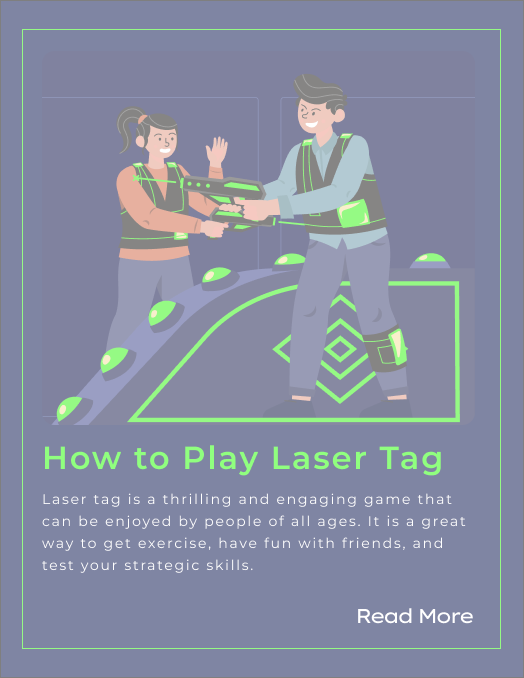 How to Play Laser Tag
Laser tag is a thrilling and engaging game that
can be enjoyed by people of all ages. It is a great
way to get exercise, have fun with friends, and
test your strategic skills.
Read More